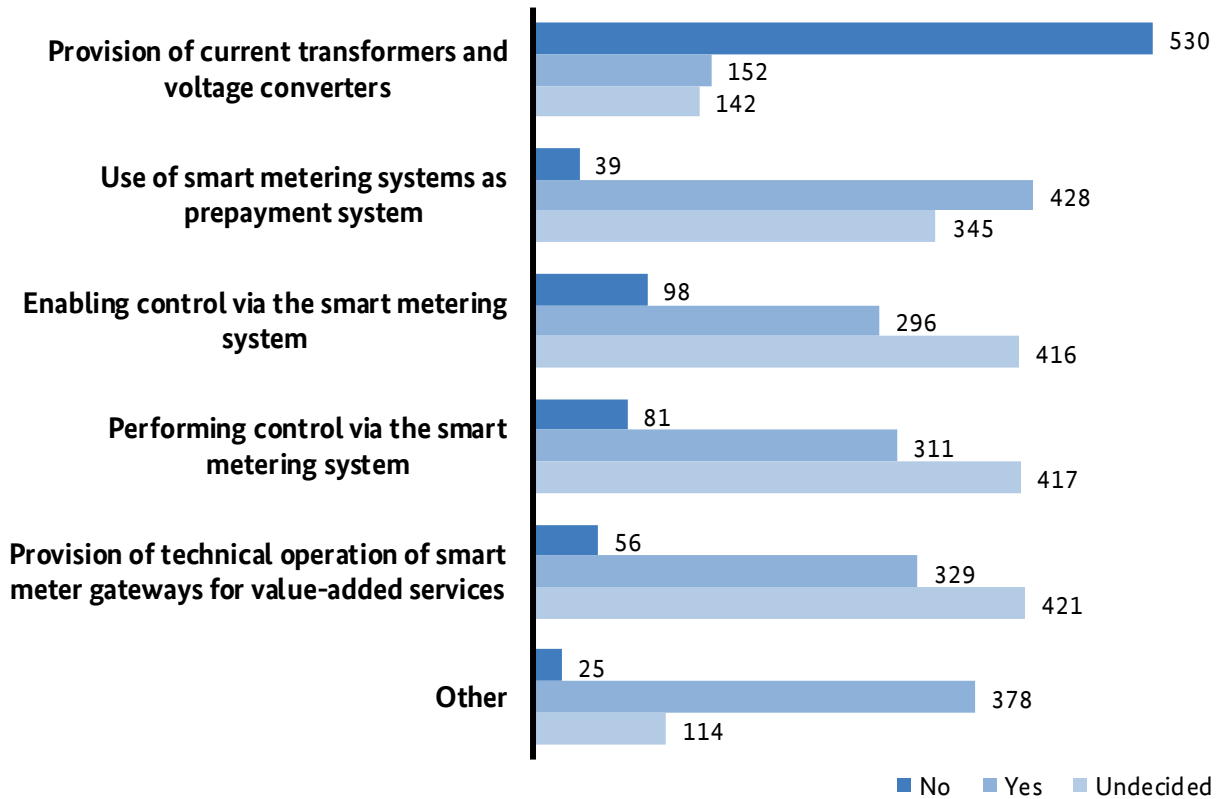 Provision of current transformers and
voltage converters
530
152
142
Use of smart metering systems as
prepayment system
39
428
345
Enabling control via the smart metering
system
98
296
416
Performing control via the smart
metering system
81
311
417
Provision of technical operation of smart
meter gateways for value-added services
56
329
421
Other
25
378
114
No Yes Undecided